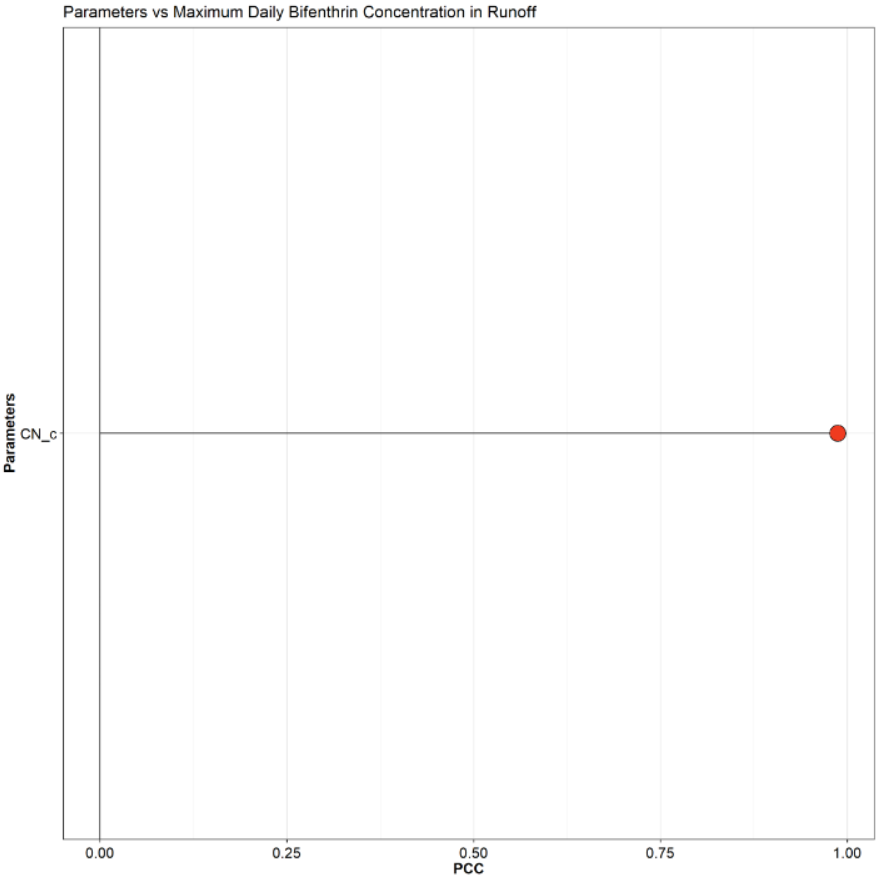 Parameters vs Maximum Daily Bifenthrin Concentration in Runoff
Parameters
CN_c
0.00
0.25
0.50
0.75
1.00
PCC